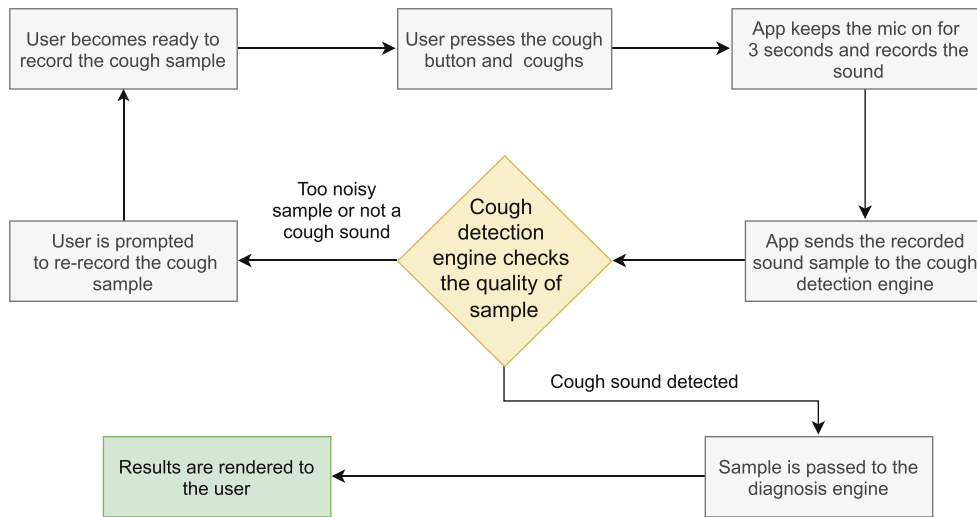 User becomes ready to
record the cough sample
User presses the cough
button and coughs
App keeps the mic on for
3 seconds and records the
sound
Too noisy
sample or not a
cough sound
Cough
detection
engine checks
the quality of
sample
User is prompted
to re-record the cough
sample
App sends the recorded
sound sample to the cough
detection engine
Cough sound detected
Results are rendered to
the user
Sample is passed to the
diagnosis engine